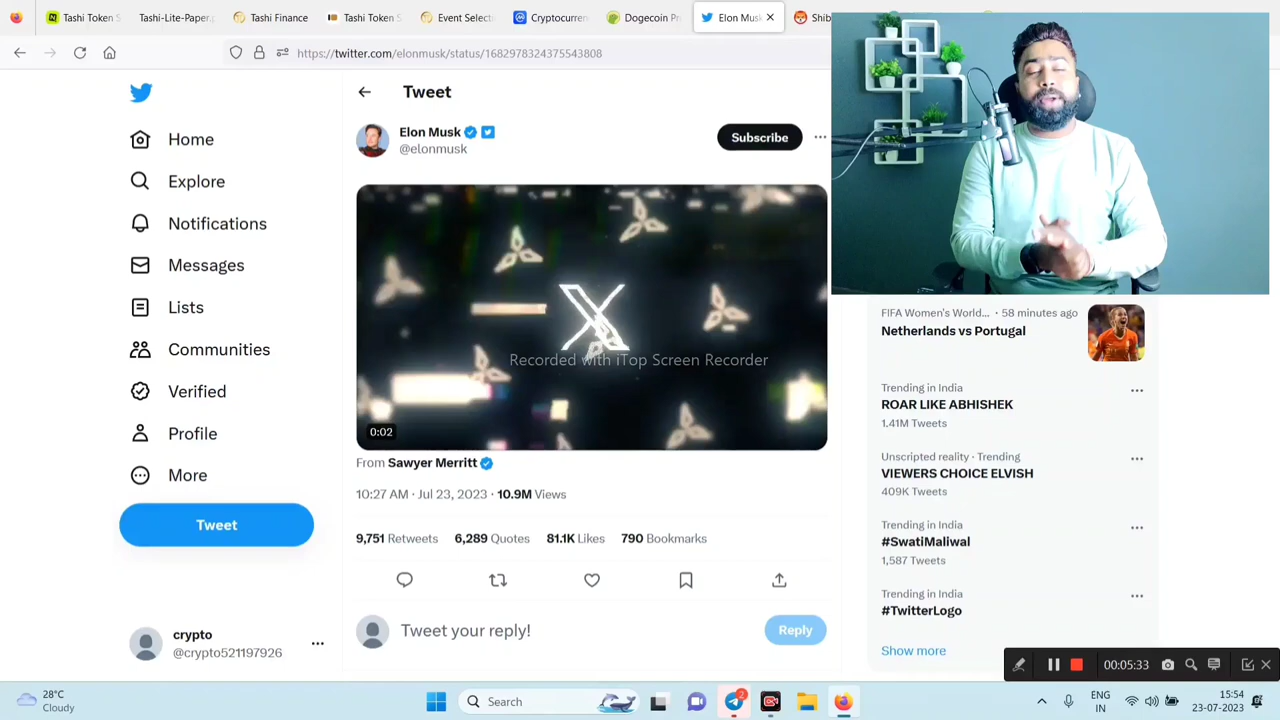 Tashi-Lite-Paper.
Tashi Finance
Tashi Token S
Event Select
Cryptocurren
Dogecoin Pr
Elon Mus
Shib
https://twitter.com/elonmusk/status/1682978324375543808
Tweet
Home
Explore
Notifications
Messages
Lists
Communities
Verified
Profile
More
Tweet
crypto
@crypto521197926
Elon Musk
@elonmusk
Subscribe
Recorded with iTop Screen Recorder
0:02
From Sawyer Merritt
10:27 AM · Jul 23, 2023 · 10.9M Views
9,751 Retweets 6,289 Quotes 81.1K Likes 790 Bookmarks
Tweet your reply!
Reply
FIFA Women's World... · 58 minutes ago
Netherlands vs Portugal
Trending in India
ROAR LIKE ABHISHEK
1.41M Tweets
Unscripted reality · Trending
VIEWERS CHOICE ELVISH
409K Tweets
Trending in India
#SwatiMaliwal
1,587 Tweets
Trending in India
#TwitterLogo
Show more
00:05:33
28°C
Cloudy
Search
2
ENG
IN
15:54
23-07-2023